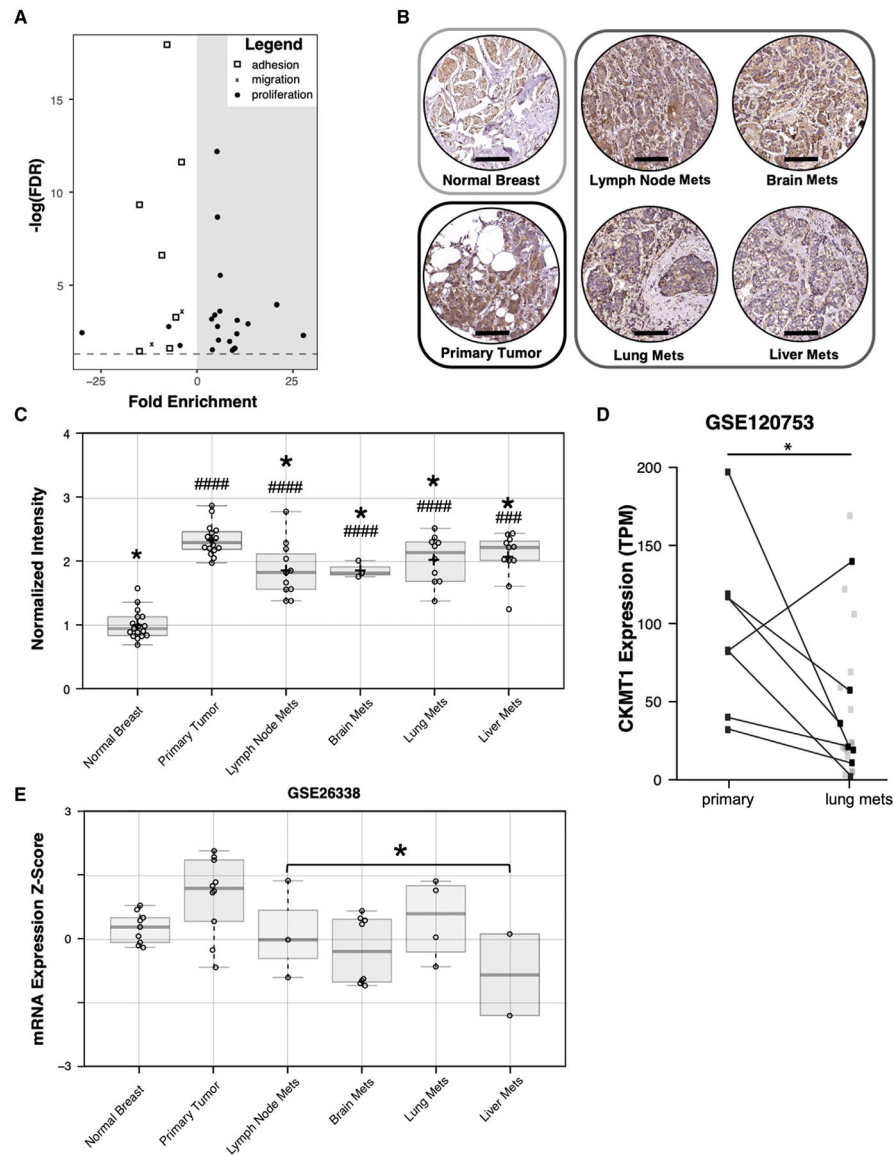 A
Legend
adhesion
migration
proliferation
15
10
5
-log(FDR)
−25
0
25
Fold Enrichment
B
Normal Breast
Lymph Node Mets
Brain Mets
Primary Tumor
Lung Mets
Liver Mets
C
4
3
2
1
0
Normalized Intensity
*
####
*
####
*
####
*
####
*
###
Normal Breast
Primary Tumor
Lymph Node Mets
Brain Mets
Lung Mets
Liver Mets
D
GSE120753
*
200
150
100
50
0
CKMT1 Expression (TPM)
primary
lung mets
E
GSE26338
3
0
−3
mRNA Expression Z-Score
*
Normal Breast
Primary Tumor
Lymph Node Mets
Brain Mets
Lung Mets
Liver Mets